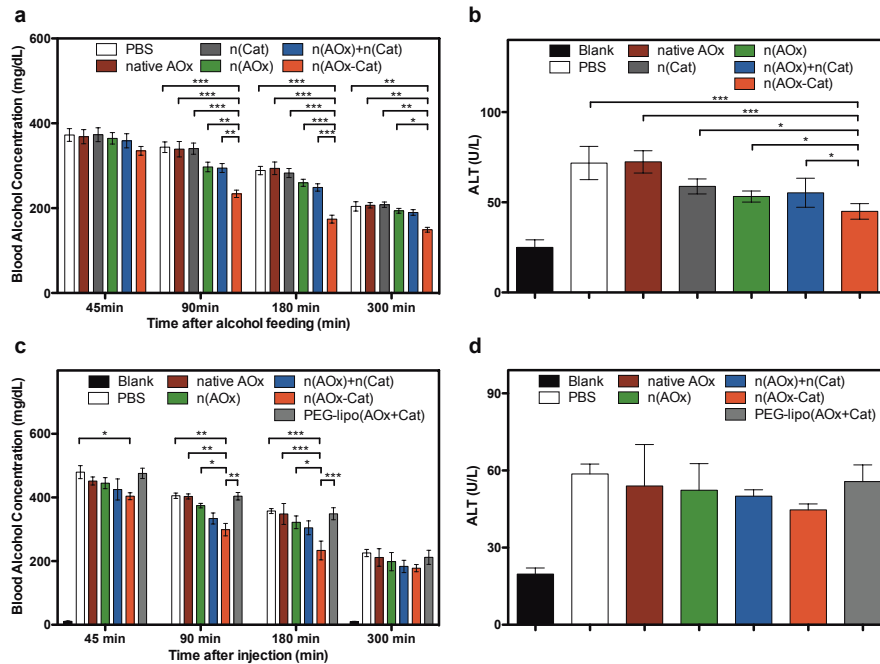 a
600
400
200
0
Blood Alcohol Concentration (mg/dL)
PBS n(Cat) n(AOx)+n(Cat)
native AOx n(AOx) n(AOx-Cat)
*** *** **
*** *** **
*** *** **
** *** *
** ***
45min 90min 180 min 300 min
Time after alcohol feeding (min)
b
100
75
50
25
0
ALT (U/L)
Blank native AOx n(AOx)
PBS n(Cat) n(AOx)+n(Cat)
n(AOx-Cat)
***
***
*
*
*
c
600
400
200
0
Blood Alcohol Concentration (mg/dL)
Blank native AOx n(AOx)+n(Cat)
PBS n(AOx) n(AOx-Cat)
PEG-lipo(AOx+Cat)
* ** ***
** ***
* *
** ***
45 min 90 min 180 min 300 min
Time after injection (min)
d
90
60
30
0
ALT (U/L)
Blank native AOx n(AOx)+n(Cat)
PBS n(AOx) n(AOx-Cat)
PEG-lipo(AOx+Cat)